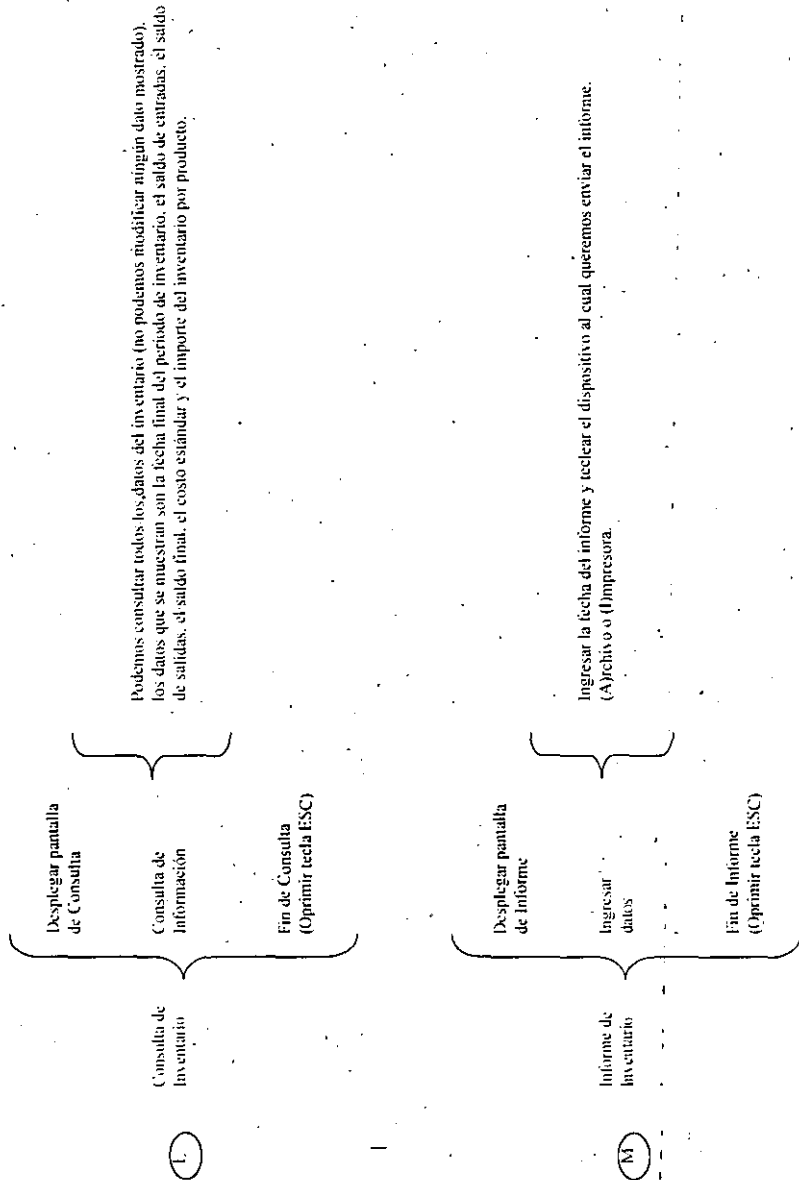 L
Consulta de
Inventario
Desplegar pantalla
de Consulta
Consulta de
Información
Fin de Consulta
(Oprimir tecla ESC)
Podemos consultar todos los datos del inventario (no podemos modificar ningún dato mostrado).
los datos que se muestran son la fecha final del periodo de inventario, el saldo de entradas, el saldo
de salidas, el saldo final, el costo estándar y el importe del inventario por producto.
M
Informe de
Inventario
Desplegar pantalla
de Informe
Ingresar
datos
Fin de Informe
(Oprimir tecla ESC)
Ingresar la fecha del informe y teclear el dispositivo al cual queremos enviar el informe.
(A)rchivo o (I)mpresora.